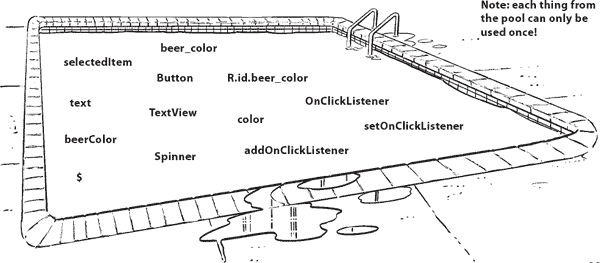 Note: each thing from
the pool can only be
used once!
beer_color
selectedItem
Button R.id.beer_color
text
OnClickListener
TextView
color
setOnClickListener
beerColor
Spinner
addOnClickListener
$